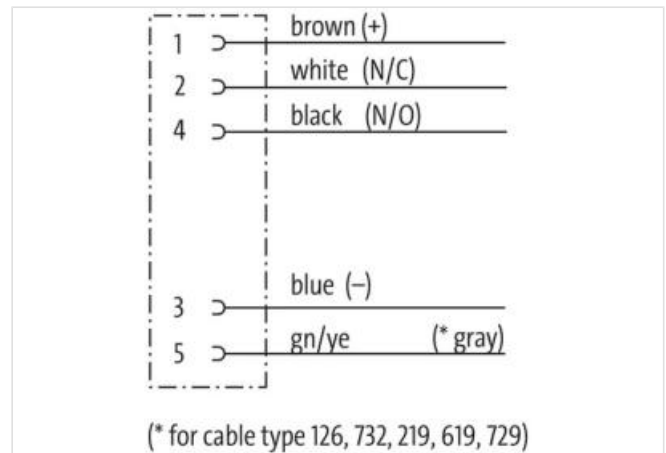 1 brown (+)
2 white (N/C)
4 black (N/O)
3 blue (–)
5 gn/ye (* gray)
(* for cable type 126, 732, 219, 619, 729)